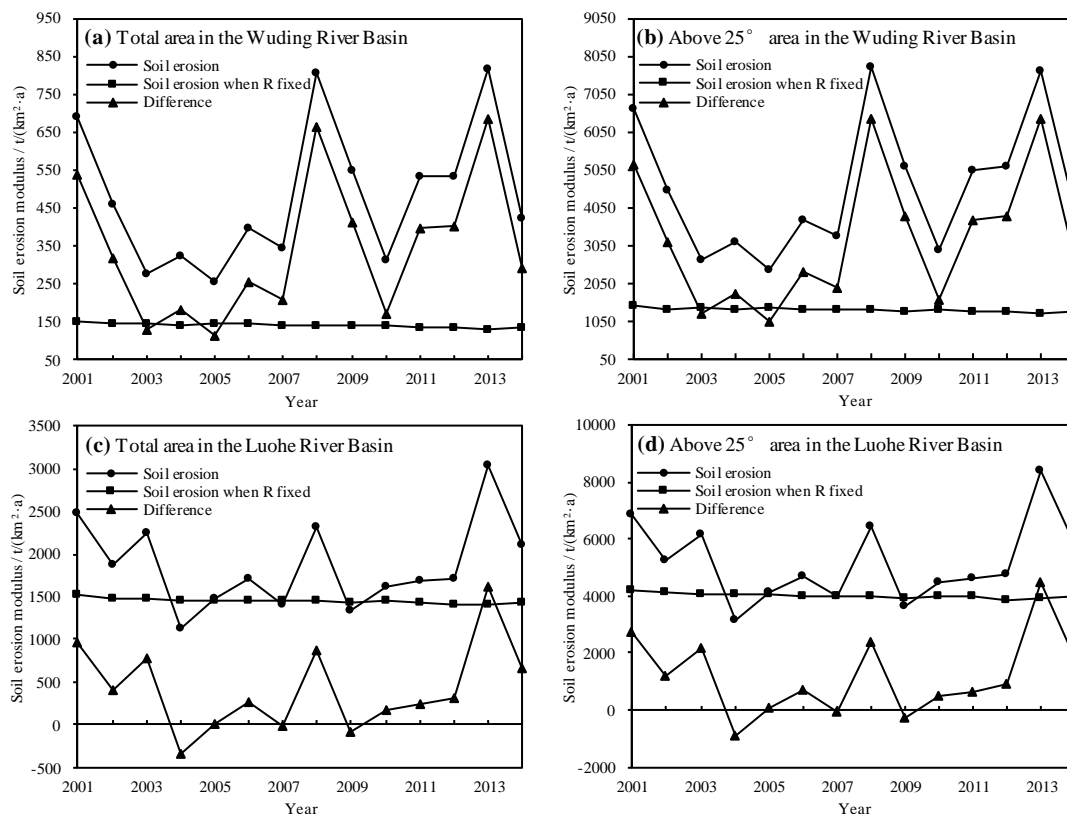 (a) Total area in the Wuding River Basin
Soil erosion
Soil erosion when R fixed
Difference
Soil erosion modulus / t/(km²·a)
950
850
750
650
550
450
350
250
150
50
2001 2003 2005 2007 2009 2011 2013
Year
(b) Above 25° area in the Wuding River Basin
Soil erosion
Soil erosion when R fixed
Difference
Soil erosion modulus / t/(km²·a)
9050
8050
7050
6050
5050
4050
3050
2050
1050
50
2001 2003 2005 2007 2009 2011 2013
Year
(c) Total area in the Luohe River Basin
Soil erosion
Soil erosion when R fixed
Difference
Soil erosion modulus / t/(km²·a)
3500
3000
2500
2000
1500
1000
500
0
-500
2001 2003 2005 2007 2009 2011 2013
Year
(d) Above 25° area in the Luohe River Basin
Soil erosion
Soil erosion when R fixed
Difference
Soil erosion modulus / t/(km²·a)
10000
8000
6000
4000
2000
0
-2000
2001 2003 2005 2007 2009 2011 2013
Year